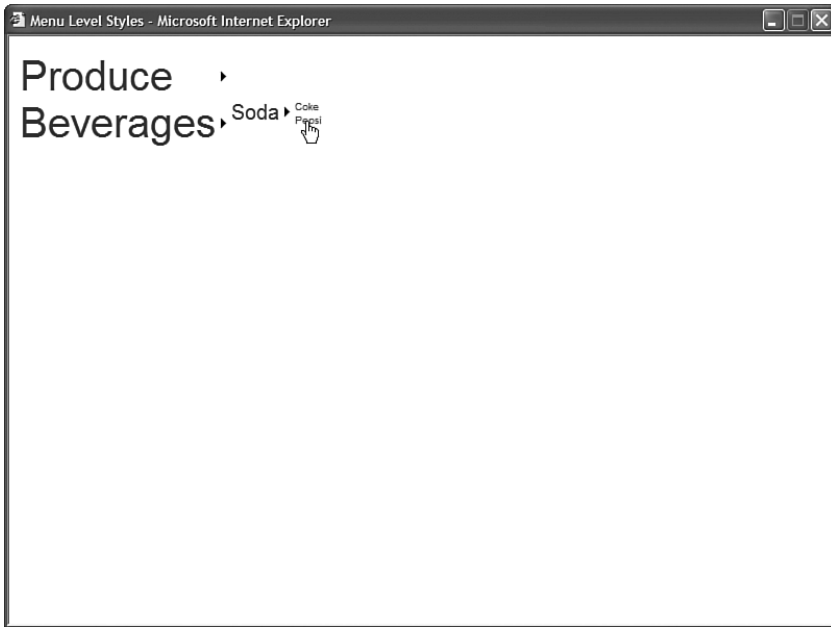 Menu Level Styles - Microsoft Internet Explorer
Produce
Beverages
Soda
Coke
Pepsi